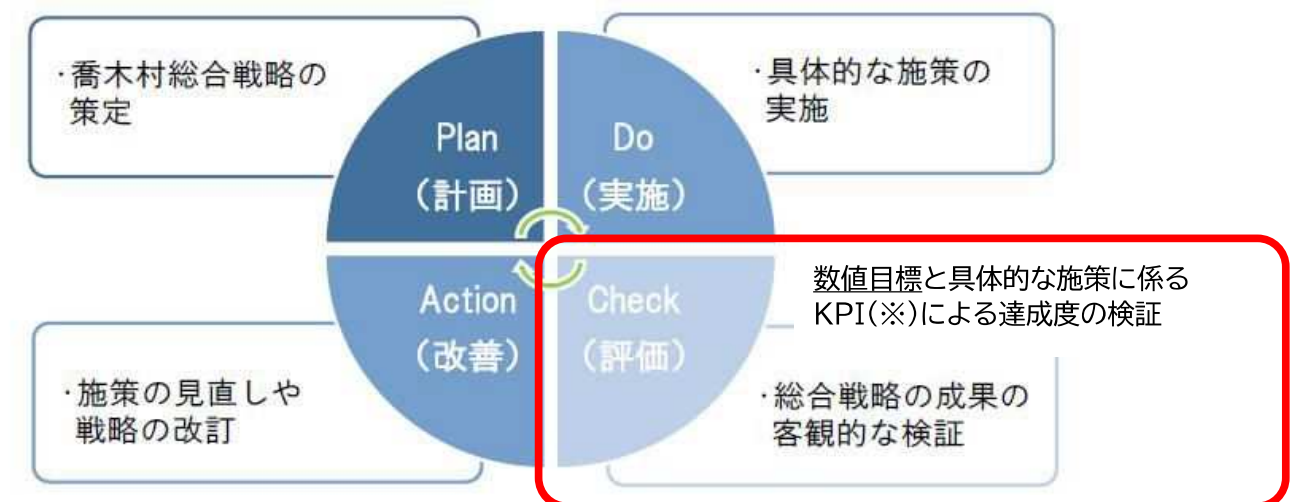 ・喬木村総合戦略の
策定
Plan
（計画）
Do
（実施）
・具体的な施策の
実施
Action
（改善）
Check
（評価）
数値目標と具体的な施策に係る
KPI(※)による達成度の検証
・施策の見直しや
戦略の改訂
・総合戦略の成果の
客観的な検証